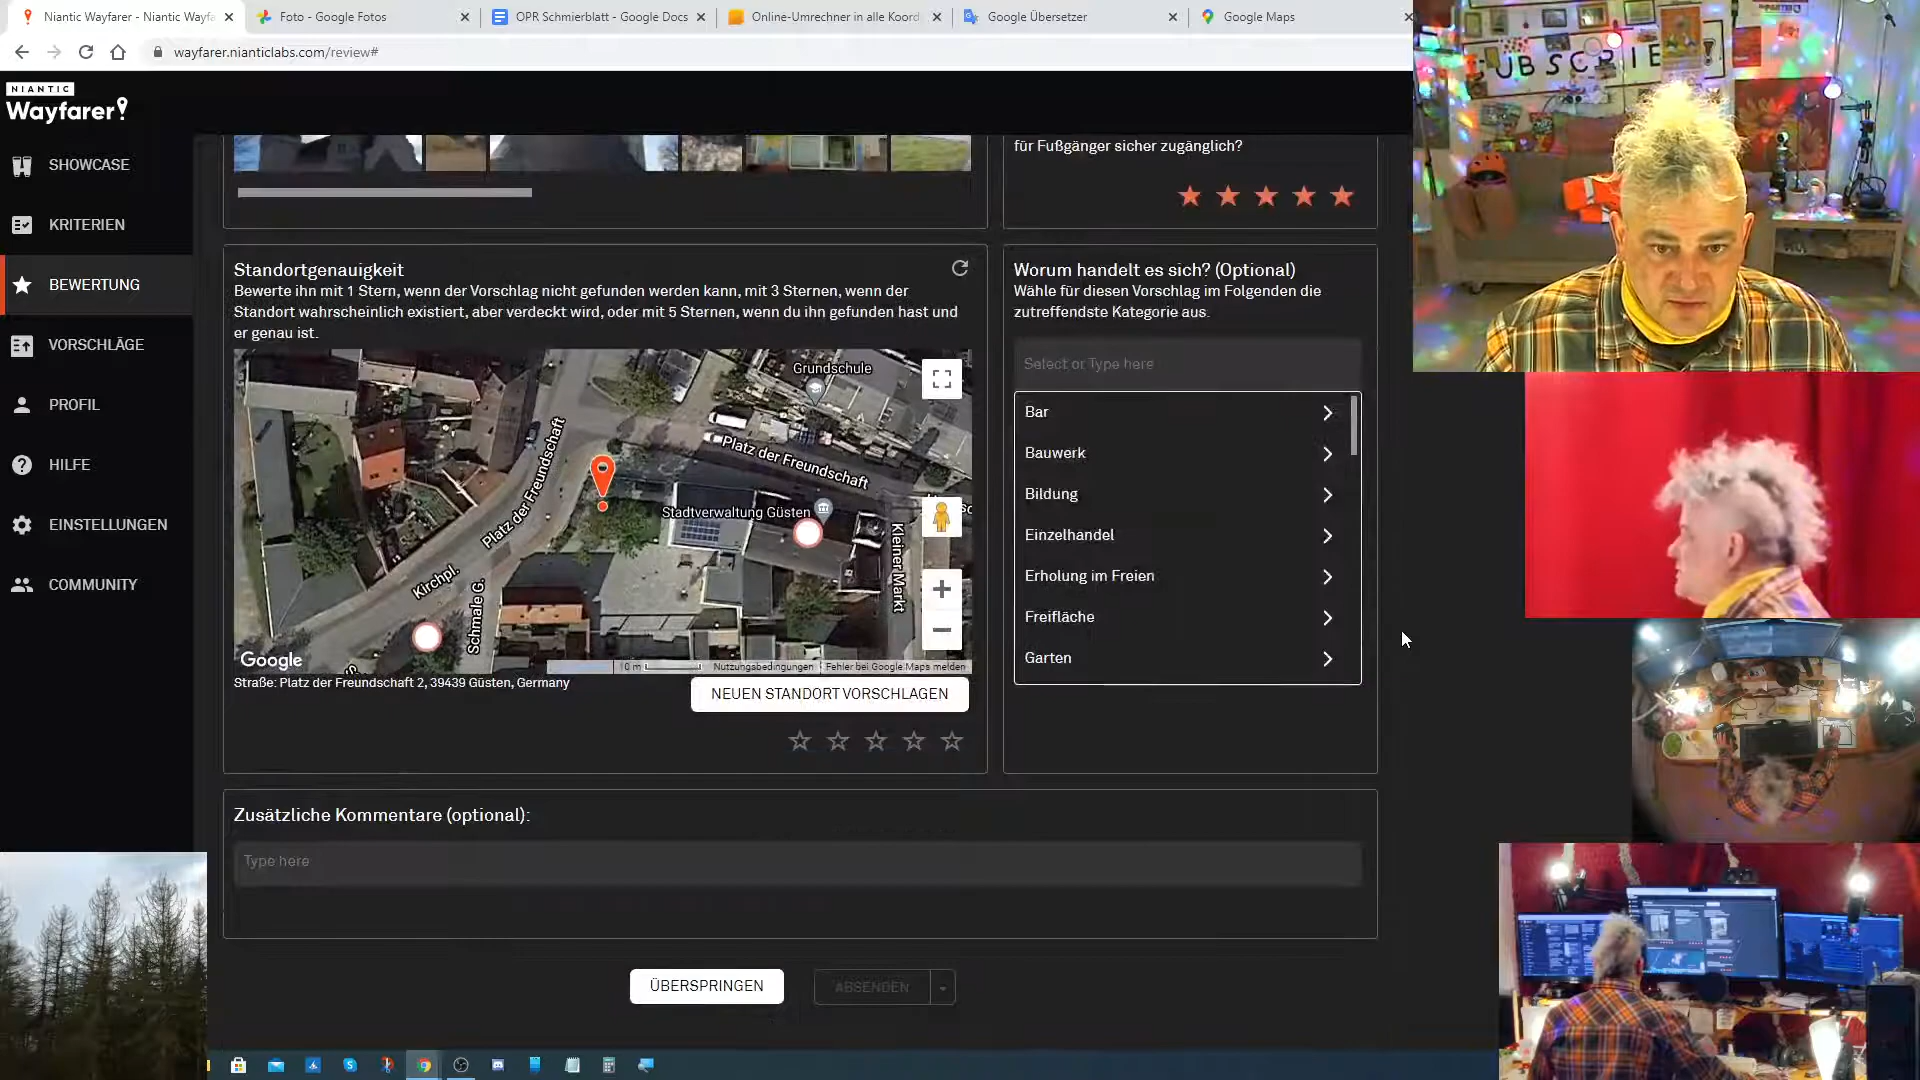 Niantic Wayfarer - Niantic Wayfa
Foto - Google Fotos
OPR Schmierblatt - Google Docs
Online-Umrechner in alle Koord
Google Übersetzer
Google Maps
wayfarer.nianticlabs.com/review#
NIANTIC
Wayfarer
SHOWCASE
KRITERIEN
BEWERTUNG
VORSCHLÄGE
PROFIL
HILFE
EINSTELLUNGEN
COMMUNITY
für Fußgänger sicher zugänglich?
Standortgenauigkeit
Bewerte ihn mit 1 Stern, wenn der Vorschlag nicht gefunden werden kann, mit 3 Sternen, wenn der
Standort wahrscheinlich existiert, aber verdeckt wird, oder mit 5 Sternen, wenn du ihn gefunden hast und
er genau ist.
Grundschule
Platz der Freundschaft
Platz der Freundschaft
Stadtverwaltung Güsten
Kirchpl.
Schmale G.
Kleiner Markt
Google
10 m
Nutzungsbedingungen
Fehler bei Google Maps melden
Straße: Platz der Freundschaft 2, 39439 Güsten, Germany
NEUEN STANDORT VORSCHLAGEN
Worum handelt es sich? (Optional)
Wähle für diesen Vorschlag im Folgenden die
zutreffendste Kategorie aus.
Select or Type here
Bar
Bauwerk
Bildung
Einzelhandel
Erholung im Freien
Freifläche
Garten
Zusätzliche Kommentare (optional):
Type here
ÜBERSPRINGEN
ABSENDEN
UBSCRIE